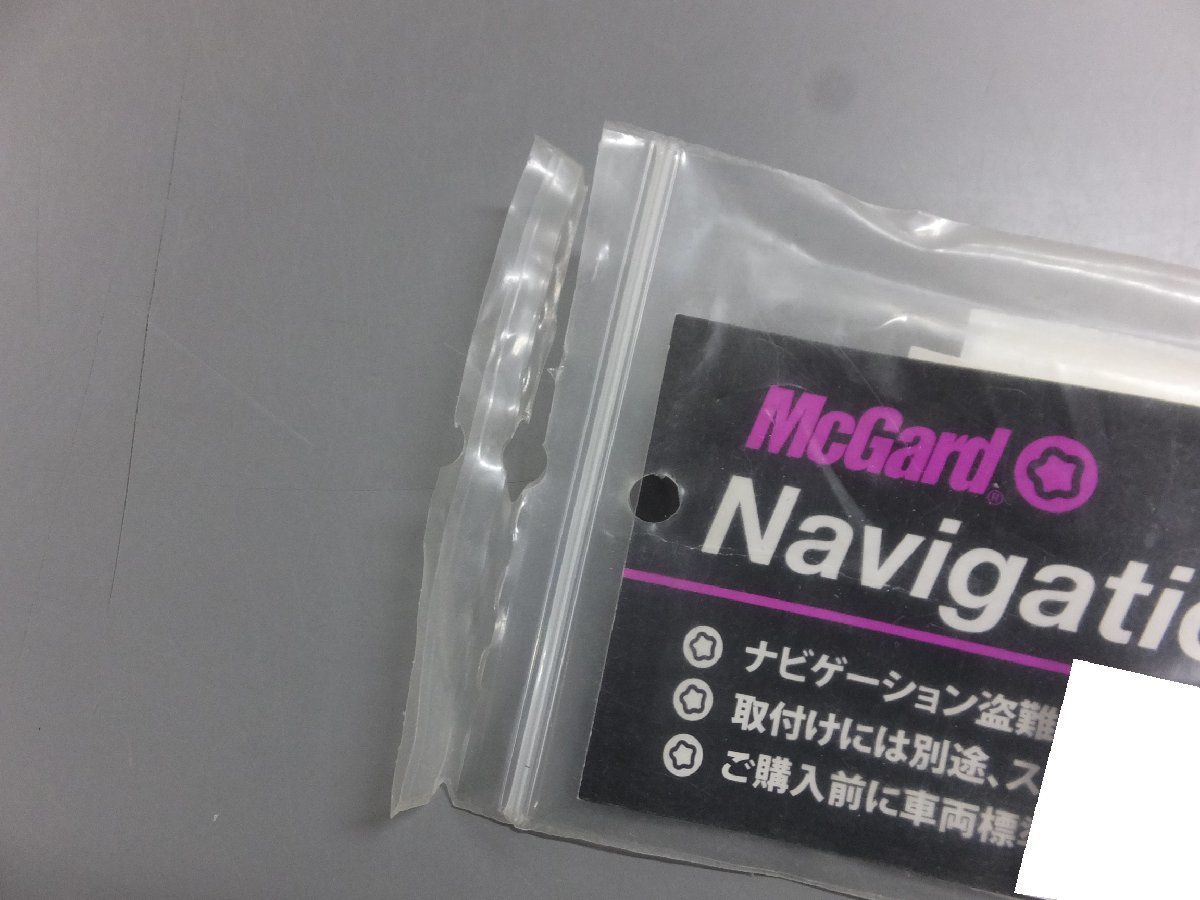 McGard®
Navigatio
ナビゲーション盗難
取付けには別途、ス
ご購入前に車両標